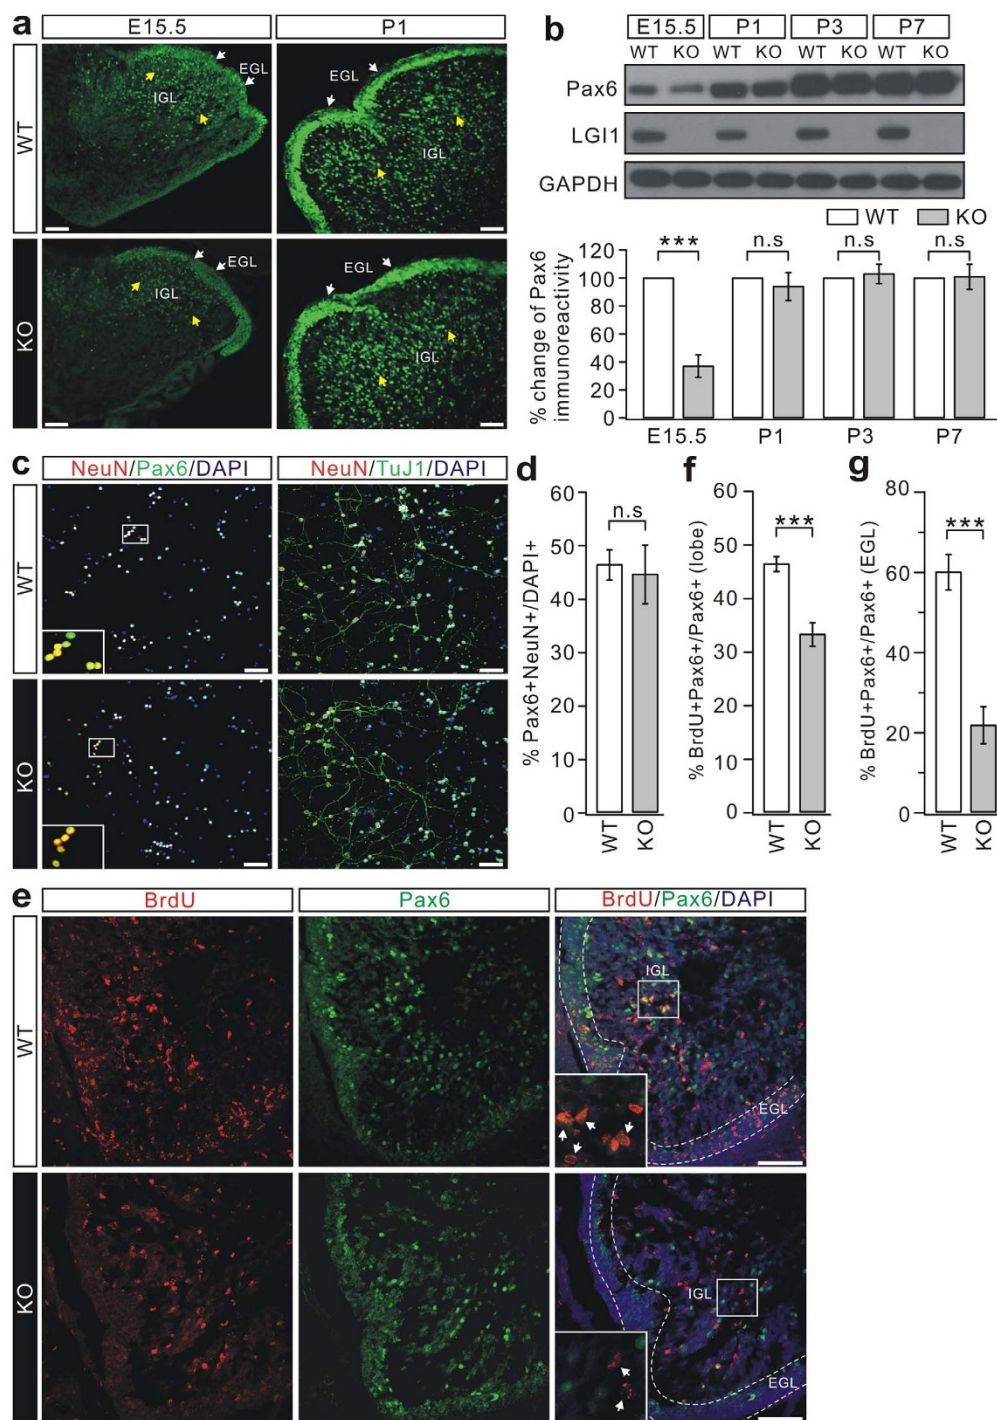 a
E15.5
P1
WT
EGL
IGL
EGL
IGL
KO
EGL
IGL
EGL
IGL
b
E15.5 P1 P3 P7
WT KO WT KO WT KO WT KO
Pax6
LGI1
GAPDH
WT KO
% change of Pax6
immunoreactivity
120
100
80
60
40
20
0
*** n.s n.s n.s
E15.5 P1 P3 P7
c
NeuN/Pax6/DAPI
NeuN/TuJ1/DAPI
WT
KO
d
% Pax6+NeuN+/DAPI+
60
50
40
30
20
10
0
n.s
WT KO
f
% BrdU+Pax6+/Pax6+ (lobe)
60
50
40
30
20
10
0
***
WT KO
g
% BrdU+Pax6+/Pax6+ (EGL)
80
60
40
20
0
***
WT KO
e
BrdU
Pax6
BrdU/Pax6/DAPI
WT
IGL
EGL
KO
IGL
EGL